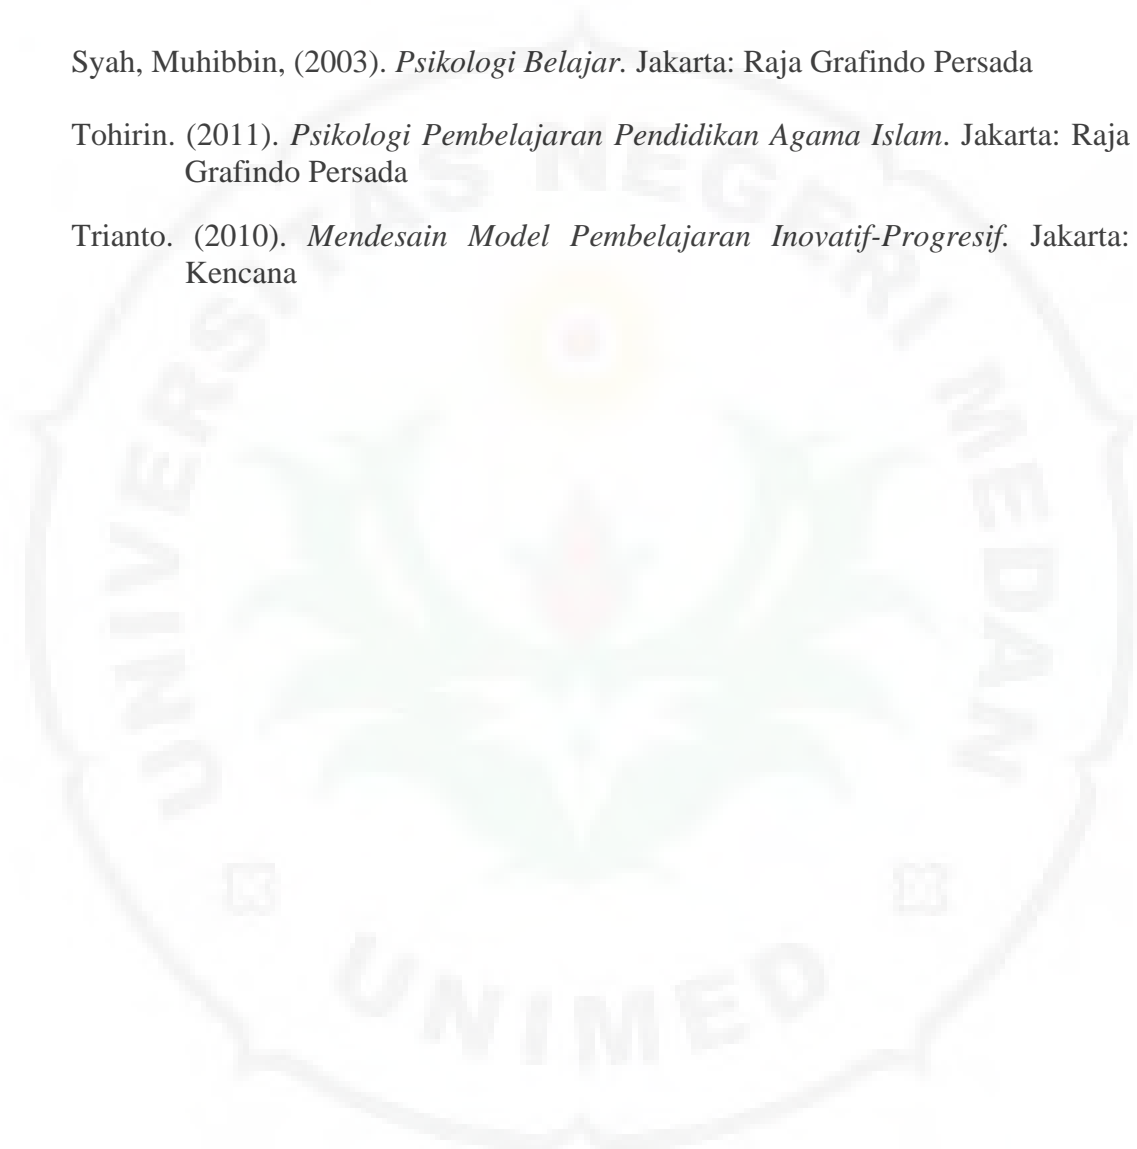 Syah, Muhibbin, (2003). Psikologi Belajar. Jakarta: Raja Grafindo Persada
Tohirin. (2011). Psikologi Pembelajaran Pendidikan Agama Islam. Jakarta: Raja
Grafindo Persada
Trianto. (2010). Mendesain Model Pembelajaran Inovatif-Progresif. Jakarta:
Kencana
UNIVERSITAS NEGERI MEDAN
UNIMED